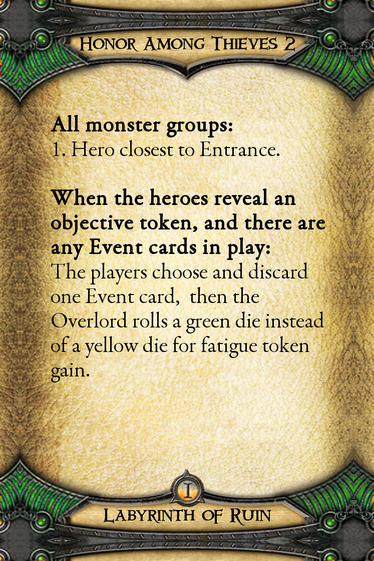 Honor Among Thieves 2
All monster groups:
1. Hero closest to Entrance.
When the heroes reveal an
objective token, and there are
any Event cards in play:
The players choose and discard
one Event card,  then the
Overlord rolls a green die instead
of a yellow die for fatigue token
gain.
I
Labyrinth of Ruin